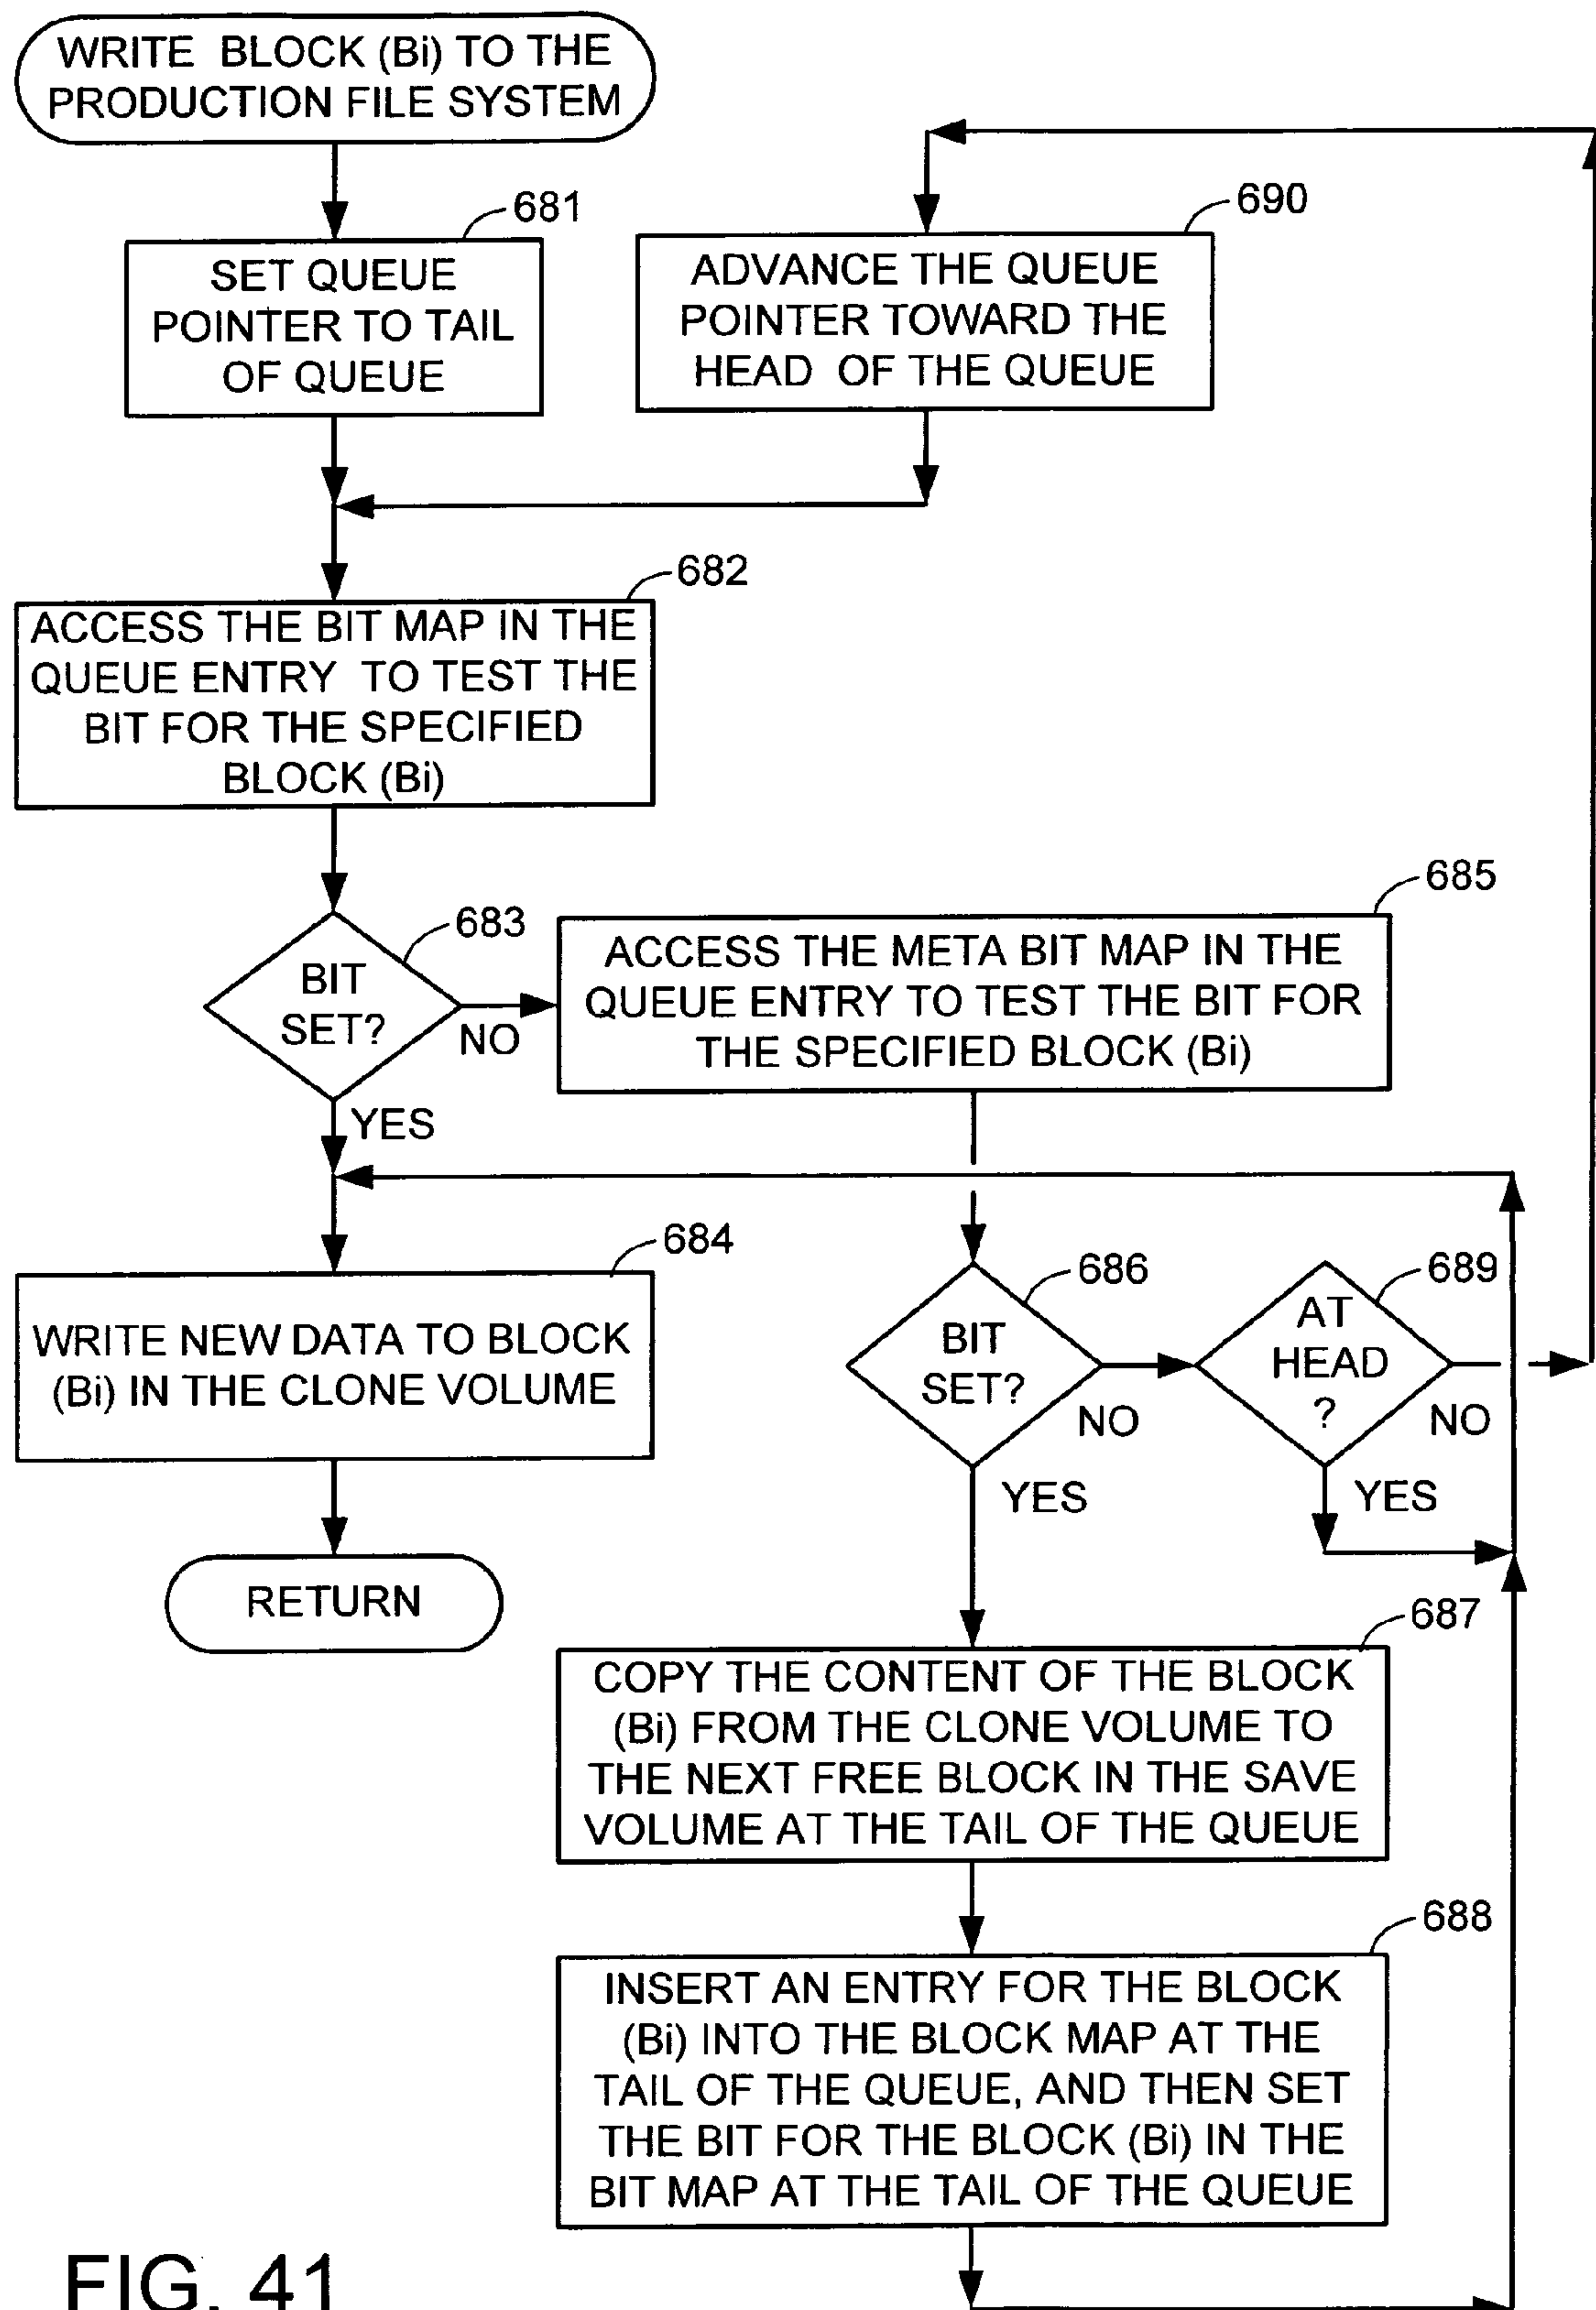 WRITE BLOCK (Bi) TO THE
PRODUCTION FILE SYSTEM
681
SET QUEUE
POINTER TO TAIL
OF QUEUE
690
ADVANCE THE QUEUE
POINTER TOWARD THE
HEAD OF THE QUEUE
682
ACCESS THE BIT MAP IN THE
QUEUE ENTRY TO TEST THE
BIT FOR THE SPECIFIED
BLOCK (Bi)
683
BIT
SET?
NO
YES
685
ACCESS THE META BIT MAP IN THE
QUEUE ENTRY TO TEST THE BIT FOR
THE SPECIFIED BLOCK (Bi)
684
WRITE NEW DATA TO BLOCK
(Bi) IN THE CLONE VOLUME
RETURN
686
BIT
SET?
NO
YES
689
AT
HEAD
?
NO
YES
687
COPY THE CONTENT OF THE BLOCK
(Bi) FROM THE CLONE VOLUME TO
THE NEXT FREE BLOCK IN THE SAVE
VOLUME AT THE TAIL OF THE QUEUE
688
INSERT AN ENTRY FOR THE BLOCK
(Bi) INTO THE BLOCK MAP AT THE
TAIL OF THE QUEUE, AND THEN SET
THE BIT FOR THE BLOCK (Bi) IN THE
BIT MAP AT THE TAIL OF THE QUEUE
FIG. 41